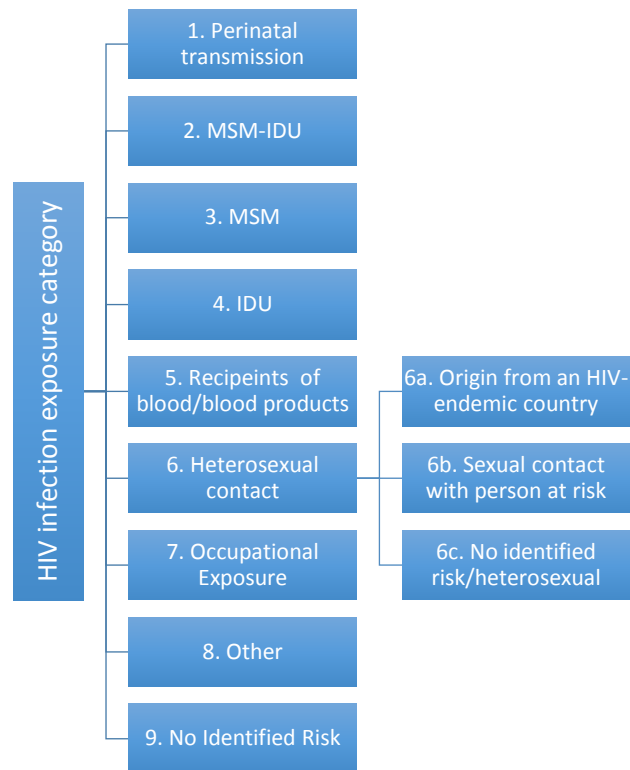 HIV infection exposure category
1. Perinatal
transmission
2. MSM-IDU
3. MSM
4. IDU
5. Recipeints of
blood/blood products
6. Heterosexual
contact
6a. Origin from an HIV-
endemic country
6b. Sexual contact
with person at risk
6c. No identified
risk/heterosexual
7. Occupational
Exposure
8. Other
9. No Identified Risk